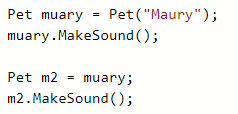 Pet muary = Pet("Maury");
muary.MakeSound();
Pet m2 = muary;
m2.MakeSound();